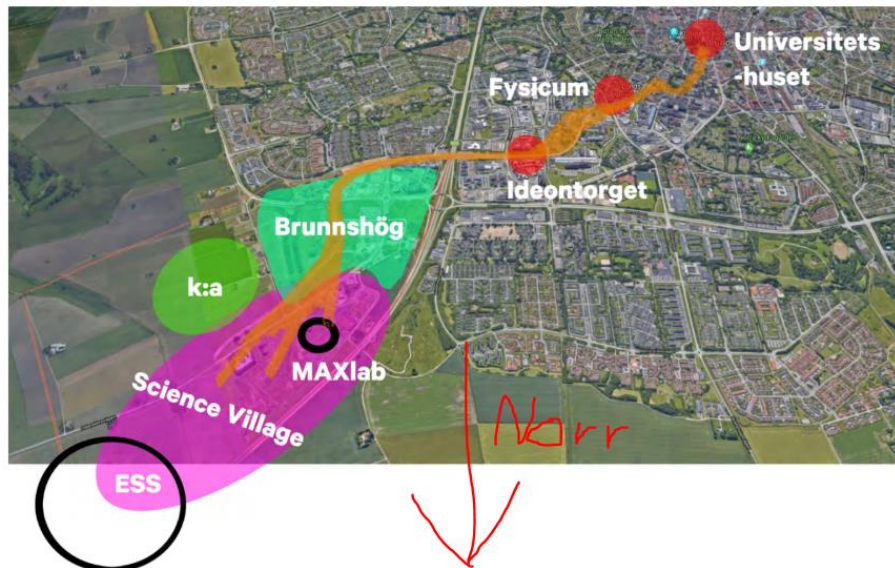 Universitets
-huset
Fysicum
Ideontorget
Brunnshög
k:a
MAXlab
Science Village
ESS
Norr